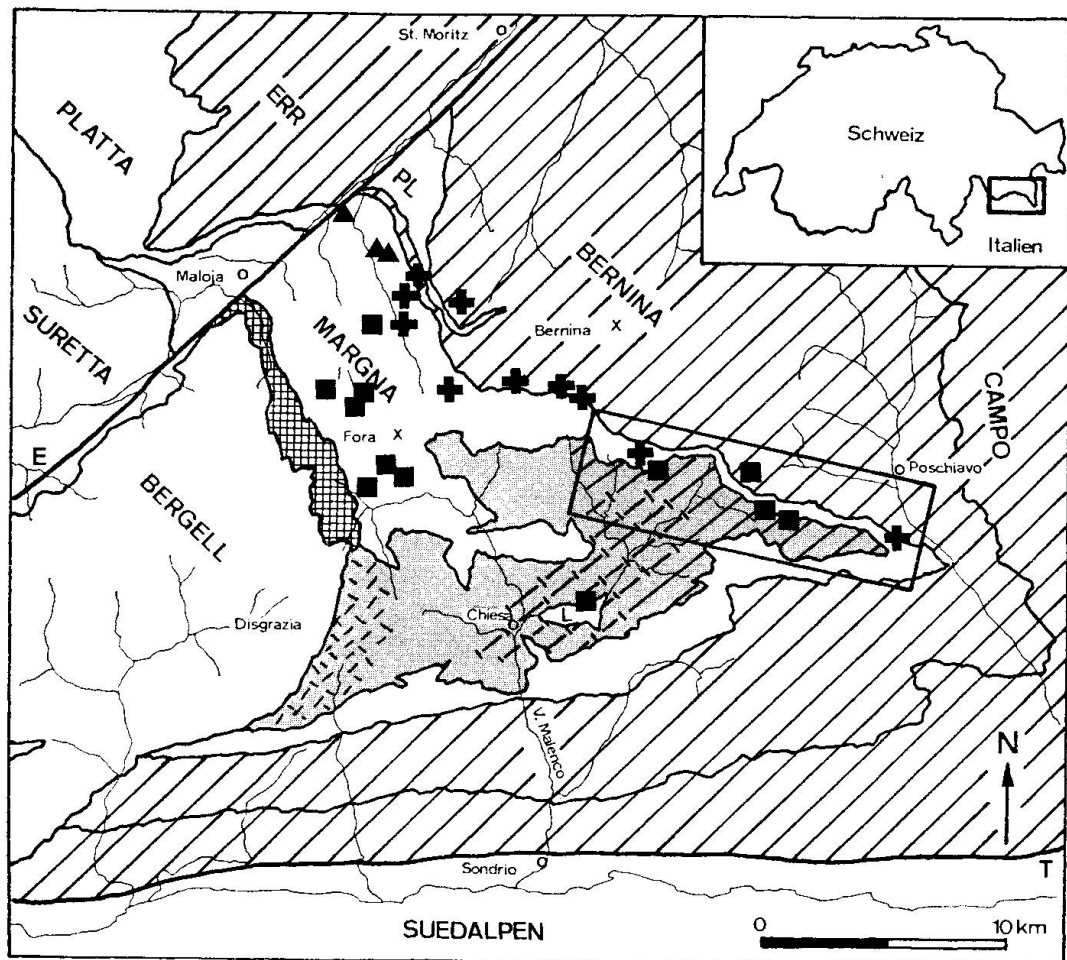 St. Moritz
ERR
PLATTA
Schweiz
Italien
PL
Maloja
BERNINA
Bernina
x
SURETTA
MARGNA
CAMPO
Fora
x
E
Poschiavo
BERGELL
L
Chiesa
Disgrazia
V. Malenco
N
Sondrio
T
SUEDALPEN
0
10 km